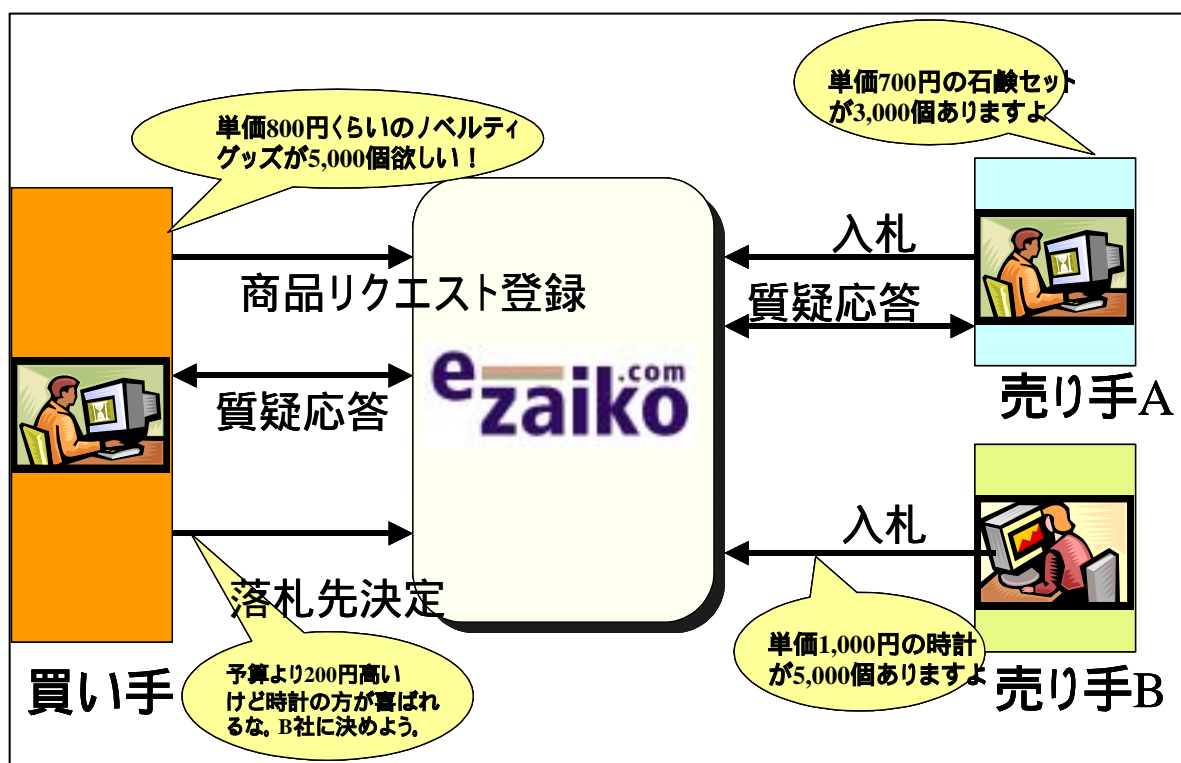 単価700円の石鹸セット
が3,000個ありますよ
単価800円くらいのノベルティ
グッズが5,000個欲しい！
入札
商品リクエスト登録
質疑応答
e zaiko .com
質疑応答
売り手A
入札
落札先決定
単価1,000円の時計
が5,000個ありますよ
予算より200円高い
けど時計の方が喜ばれ
るな。B社に決めよう。
買い手
売り手B